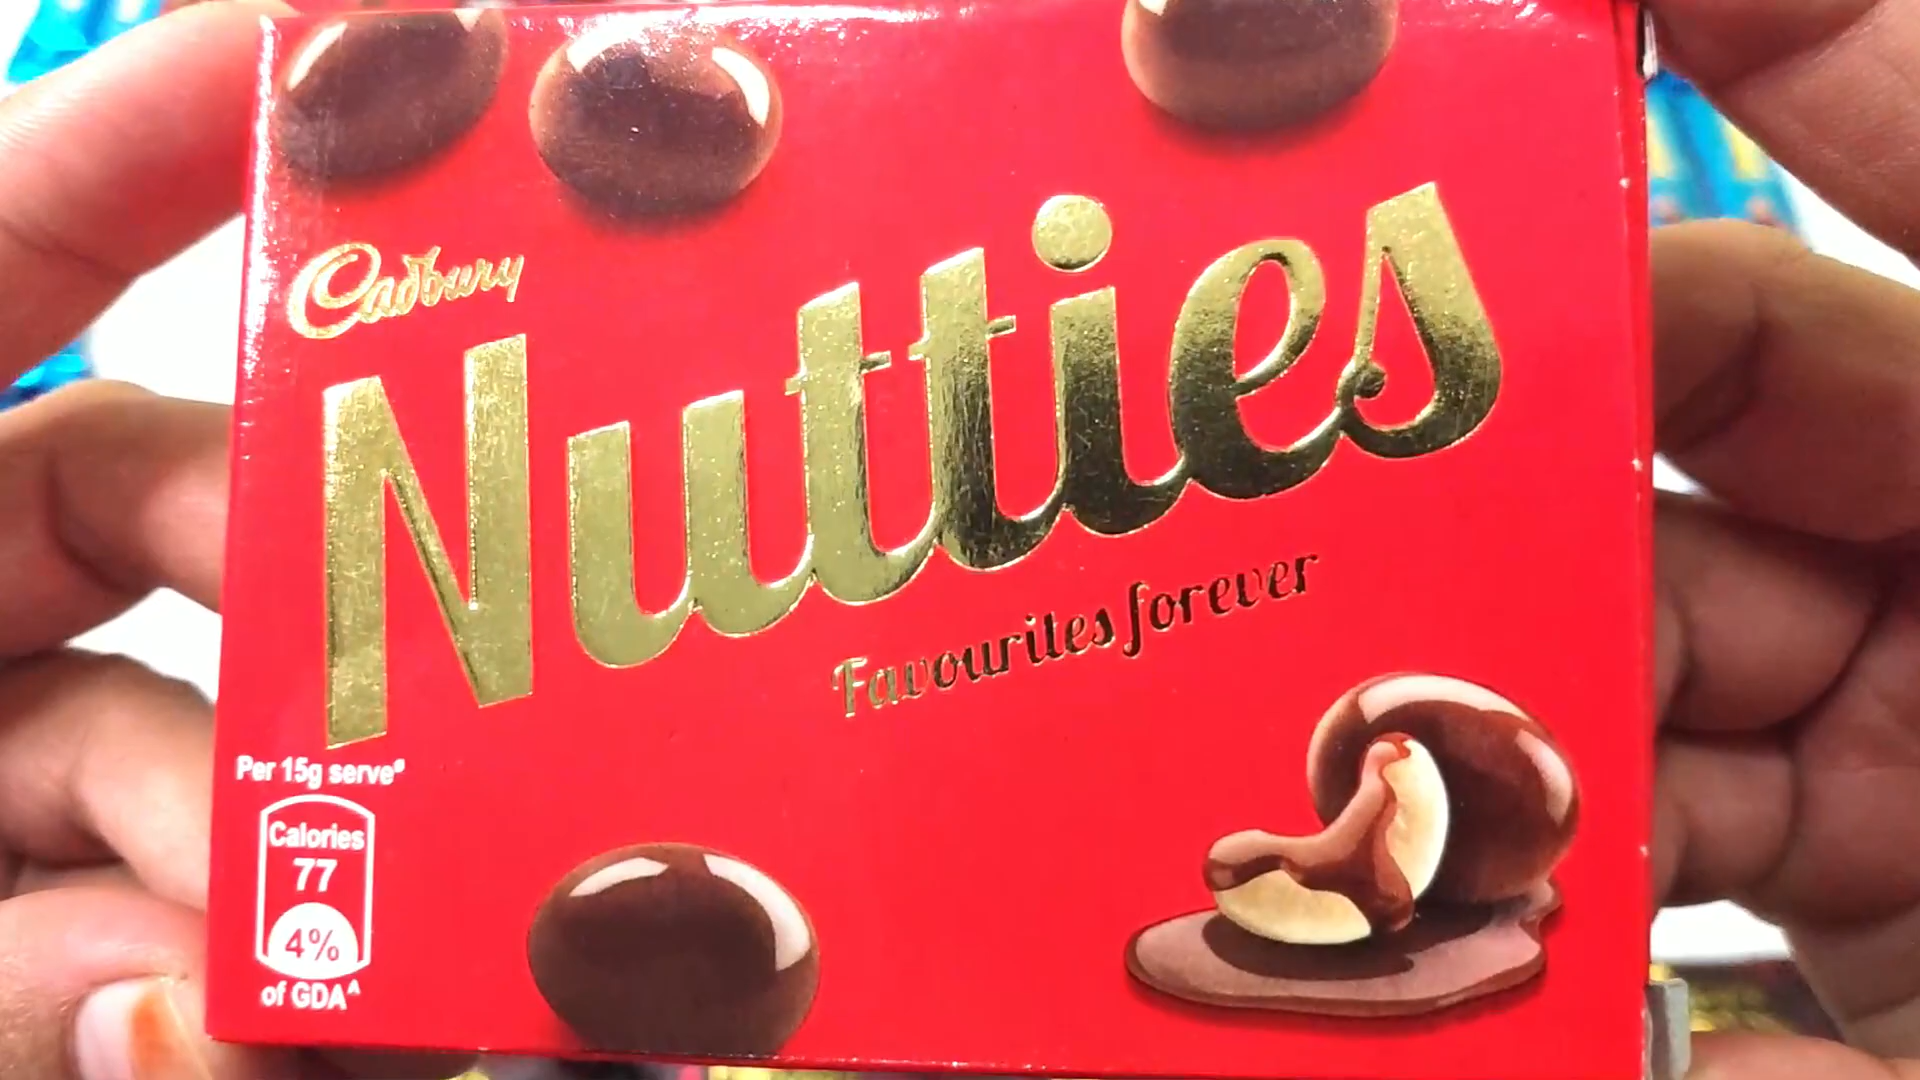 Cadbury
Nutties
Favourites forever
Per 15g serve#
Calories
77
4%
of GDA^